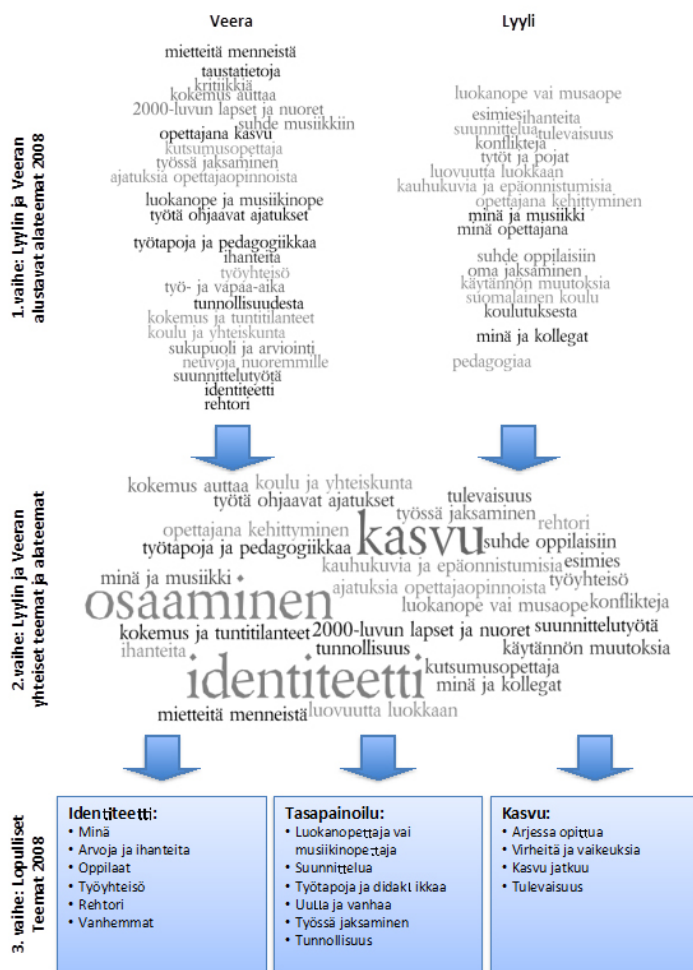 Veera
mietteitä menneistä
taustatietoja
kritiikkiä
kokemus auttaa
2000-luvun lapset ja nuoret
suhde musiikkiin
opettajana kasvu
kutsumusopettaja
työssä jaksaminen
ajatuksia opettajaopinnoista
luokanope ja musiikinope
työtä ohjaavat ajatukset
työtapoja ja pedagogiikkaa
ihanteita
työyhteisö
työ- ja vapaa-aika
tunnollisuudesta
kokemus ja tuntitilanteet
koulu ja yhteiskunta
sukupuoli ja arviointi
neuvoja nuoremmille
suunnittelutyötä
identiteetti
rehtori
Lyyli
luokanope vai musaope
esimies
ihanteita
suunnittelua
tulevaisuus
konflikteja
tytöt ja pojat
luovuutta luokkaan
kauhukuvia ja epäonnistumisia
opettajana kehittyminen
minä ja musiikki
minä opettajana
suhde oppilaisiin
oma jaksaminen
käytännön muutoksia
suomalainen koulu
koulutuksesta
minä ja kollegat
pedagogiaa
1.vaihe: Lyylin ja Veeran
alustavat alateemat 2008
kokemus auttaa
koulu ja yhteiskunta
työtä ohjaavat ajatukset
tulevaisuus
työssä jaksaminen
opettajana kehittyminen
rehtori
työtapoja ja pedagogiikkaa
kasvu
suhde oppilaisiin
kauhukuvia ja epäonnistumisia
esimies
minä ja musiikki
ajatuksia opettajaopinnoista
työyhteisö
osaaminen
luokanope vai musaope
konflikteja
kokemus ja tuntitilanteet
2000-luvun lapset ja nuoret
suunnittelutyötä
ihanteita
tunnollisuus
käytännön muutoksia
identiteetti
kutsumusopettaja
minä ja kollegat
mietteitä menneistä
luovuutta luokkaan
2.vaihe: Lyylin ja Veeran
yhteiset teemat ja alateemat
3. vaihe: Lopulliset
Teemat 2008
Identiteetti:
• Minä
• Arvoja ja ihanteita
• Oppilaat
• Työyhteisö
• Rehtori
• Vanhemmat
Tasapainoilu:
• Luokanopettaja vai
musiikinopettaja
• Suunnittelua
• Työtapoja ja didaktiikkaa
• Uutta ja vanhaa
• Työssä jaksaminen
• Tunnollisuus
Kasvu:
• Arjessa opittua
• Virheitä ja vaikeuksia
• Kasvu jatkuu
• Tulevaisuus